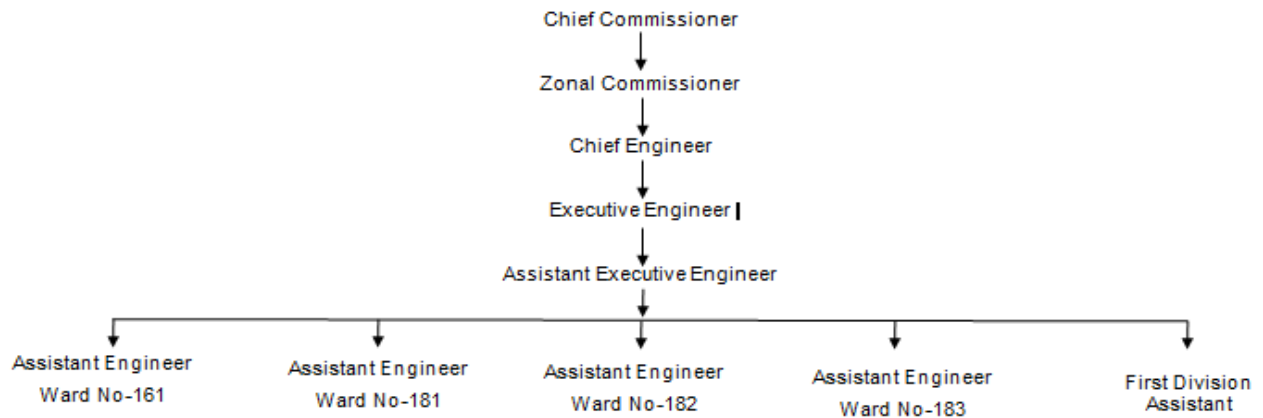 Chief Commissioner
Zonal Commissioner
Chief Engineer
Executive Engineer
Assistant Executive Engineer
Assistant Engineer
Ward No-161
Assistant Engineer
Ward No-181
Assistant Engineer
Ward No-182
Assistant Engineer
Ward No-183
First Division
Assistant